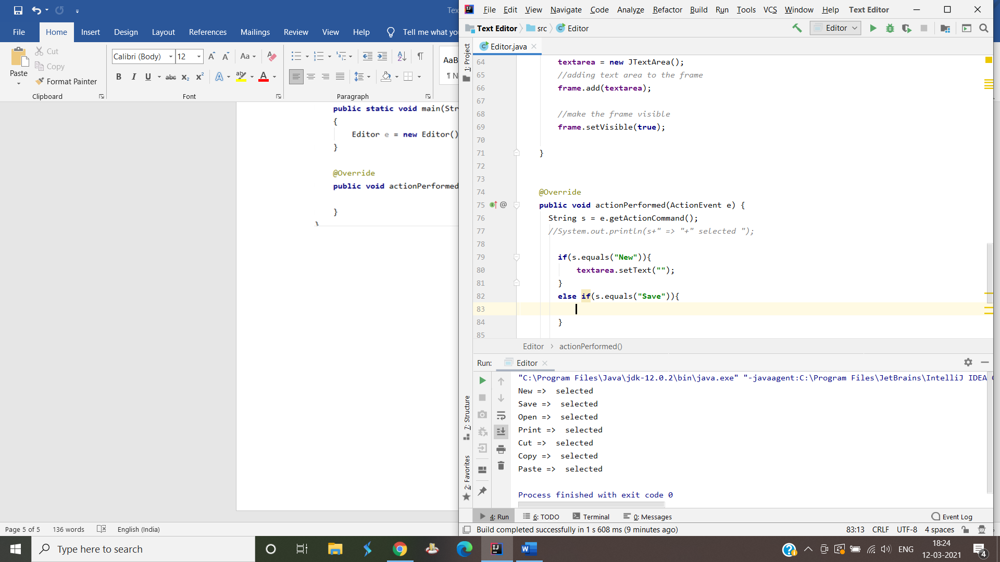 Tex
File Home Insert Design Layout References Mailings Review View Help Tell me what you
Paste
Cut
Copy
Format Painter
Clipboard
Calibri (Body) 12
Aa
B I U abc x₂ x² A ab A
Font
Paragraph
AaB
¶ N
public static void main(Str
{
Editor e = new Editor()
}
@Override
public void actionPerformed
}
}
Page 5 of 5 136 words English (India)
File Edit View Navigate Code Analyze Refactor Build Run Tools VCS Window Help Text Editor
Text Editor src Editor
Editor
Editor.java
1: Project
64 textarea = new JTextArea();
65 //adding text area to the frame
66 frame.add(textarea);
67
68 //make the frame visible
69 frame.setVisible(true);
70
71 }
72
73
74 @Override
75 public void actionPerformed(ActionEvent e) {
76 String s = e.getActionCommand();
77 //System.out.println(s+" => "+" selected ");
78
79 if(s.equals("New")){
80 textarea.setText("");
81 }
82 else if(s.equals("Save")){
83
84 }
85
Editor > actionPerformed()
Run: Editor
7: Structure
2: Favorites
"C:\Program Files\Java\jdk-12.0.2\bin\java.exe" "-javaagent:C:\Program Files\JetBrains\IntelliJ IDEA
New => selected
Save => selected
Open => selected
Print => selected
Cut => selected
Copy => selected
Paste => selected
Process finished with exit code 0
4: Run 6: TODO Terminal 0: Messages Event Log
Build completed successfully in 1 s 608 ms (9 minutes ago) 83:13 CRLF UTF-8 4 spaces
Type here to search
ENG
18:24
12-03-2021
4